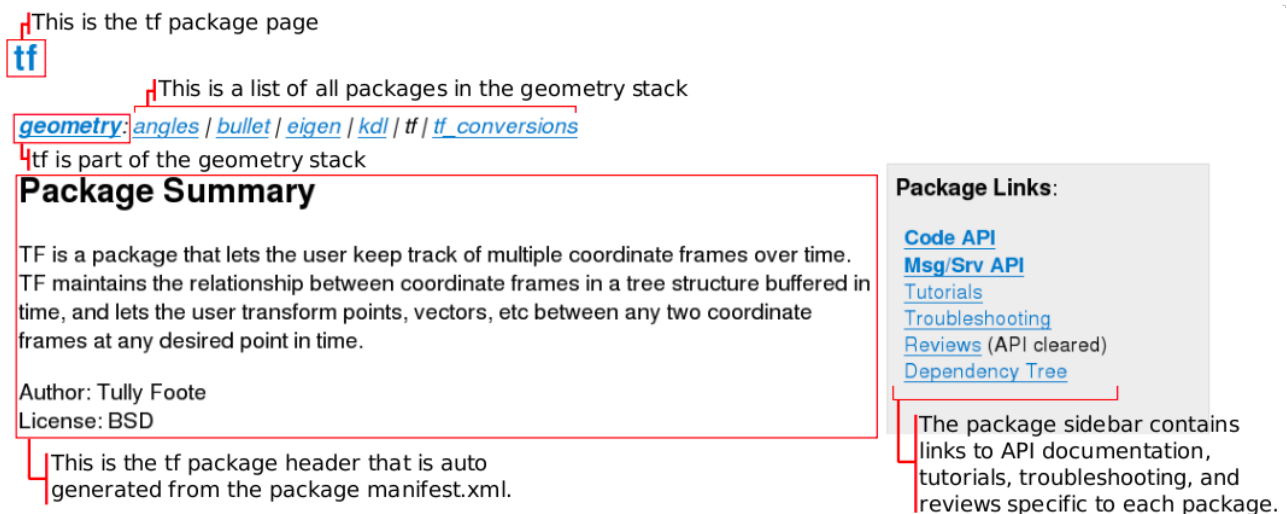 This is the tf package page
tf
This is a list of all packages in the geometry stack
geometry: angles | bullet | eigen | kdl | tf | tf_conversions
tf is part of the geometry stack
Package Summary
TF is a package that lets the user keep track of multiple coordinate frames over time.
TF maintains the relationship between coordinate frames in a tree structure buffered in
time, and lets the user transform points, vectors, etc between any two coordinate
frames at any desired point in time.
Author: Tully Foote
License: BSD
This is the tf package header that is auto
generated from the package manifest.xml.
Package Links:
Code API
Msg/Srv API
Tutorials
Troubleshooting
Reviews (API cleared)
Dependency Tree
The package sidebar contains
links to API documentation,
tutorials, troubleshooting, and
reviews specific to each package.